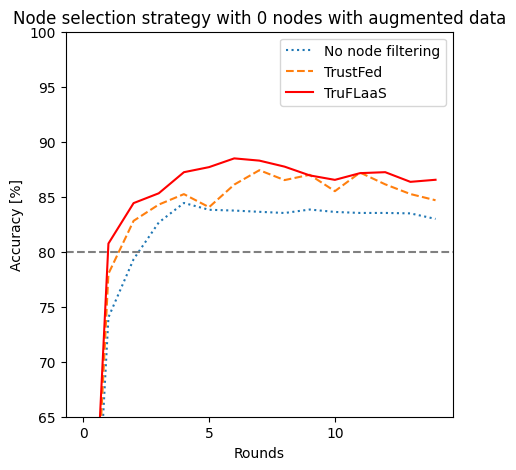 Node selection strategy with 0 nodes with augmented data
No node filtering
TrustFed
TruFLaaS
Accuracy [%]
100
95
90
85
80
75
70
65
0
5
10
Rounds